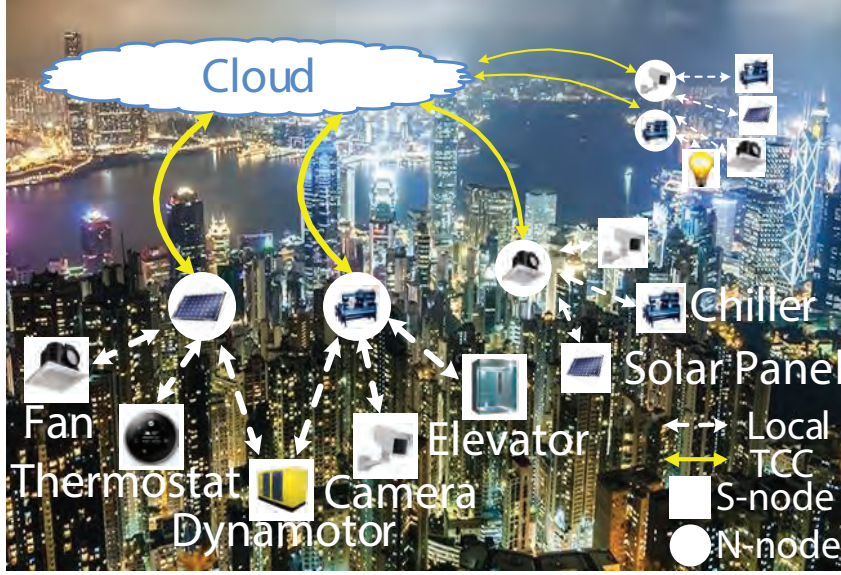 Cloud
Chiller
Solar Panel
Fan
Elevator
Thermostat
Camera
Dynamotor
Local
TCC
S-node
N-node